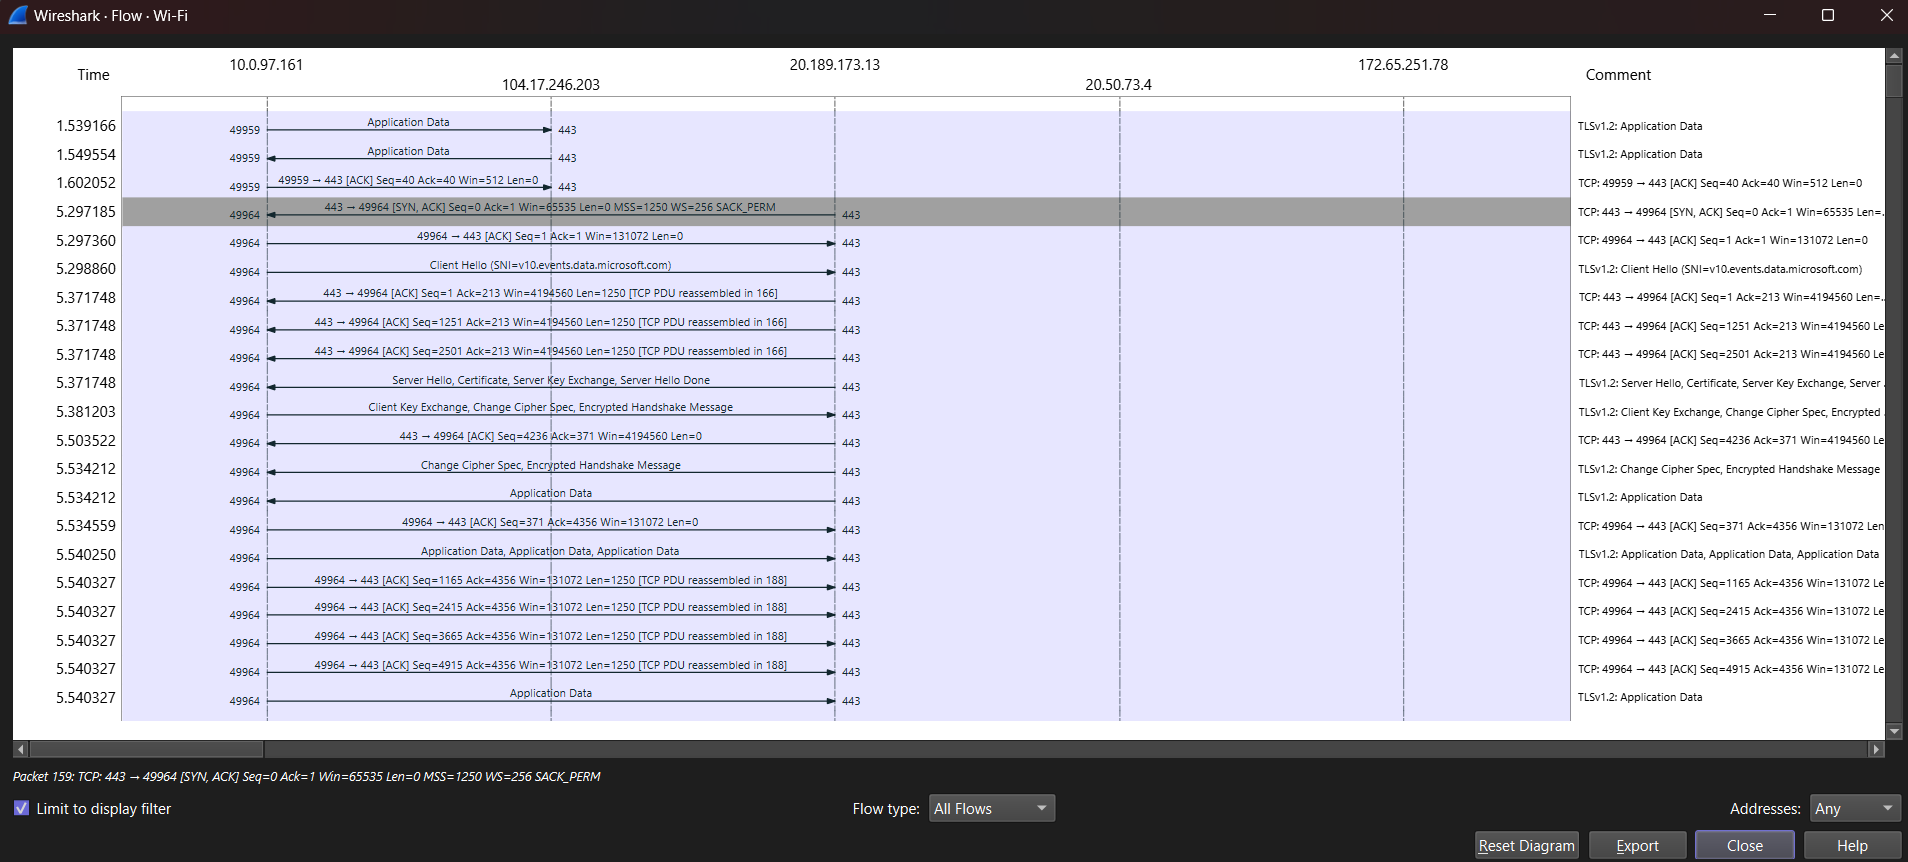 Wireshark · Flow · Wi-Fi
Time 10.0.97.161 104.17.246.203 20.189.173.13 20.50.73.4 172.65.251.78 Comment
1.539166 49959 Application Data 443 TLSv1.2: Application Data
1.549554 49959 Application Data 443 TLSv1.2: Application Data
1.602052 49959 49959 → 443 [ACK] Seq=40 Ack=40 Win=512 Len=0 443 TCP: 49959 → 443 [ACK] Seq=40 Ack=40 Win=512 Len=0
5.297185 49964 443 → 49964 [SYN, ACK] Seq=0 Ack=1 Win=65535 Len=0 MSS=1250 WS=256 SACK_PERM 443 TCP: 443 → 49964 [SYN, ACK] Seq=0 Ack=1 Win=65535 Len=..
5.297360 49964 49964 → 443 [ACK] Seq=1 Ack=1 Win=131072 Len=0 443 TCP: 49964 → 443 [ACK] Seq=1 Ack=1 Win=131072 Len=0
5.298860 49964 Client Hello (SNI=v10.events.data.microsoft.com) 443 TLSv1.2: Client Hello (SNI=v10.events.data.microsoft.com)
5.371748 49964 443 → 49964 [ACK] Seq=1 Ack=213 Win=4194560 Len=1250 [TCP PDU reassembled in 166] 443 TCP: 443 → 49964 [ACK] Seq=1 Ack=213 Win=4194560 Len=..
5.371748 49964 443 → 49964 [ACK] Seq=1251 Ack=213 Win=4194560 Len=1250 [TCP PDU reassembled in 166] 443 TCP: 443 → 49964 [ACK] Seq=1251 Ack=213 Win=4194560 Le
5.371748 49964 443 → 49964 [ACK] Seq=2501 Ack=213 Win=4194560 Len=1250 [TCP PDU reassembled in 166] 443 TCP: 443 → 49964 [ACK] Seq=2501 Ack=213 Win=4194560 Le
5.371748 49964 Server Hello, Certificate, Server Key Exchange, Server Hello Done 443 TLSv1.2: Server Hello, Certificate, Server Key Exchange, Server .
5.381203 49964 Client Key Exchange, Change Cipher Spec, Encrypted Handshake Message 443 TLSv1.2: Client Key Exchange, Change Cipher Spec, Encrypted .
5.503522 49964 443 → 49964 [ACK] Seq=4236 Ack=371 Win=4194560 Len=0 443 TCP: 443 → 49964 [ACK] Seq=4236 Ack=371 Win=4194560 Le
5.534212 49964 Change Cipher Spec, Encrypted Handshake Message 443 TLSv1.2: Change Cipher Spec, Encrypted Handshake Message
5.534212 49964 Application Data 443 TLSv1.2: Application Data
5.534559 49964 49964 → 443 [ACK] Seq=371 Ack=4356 Win=131072 Len=0 443 TCP: 49964 → 443 [ACK] Seq=371 Ack=4356 Win=131072 Len
5.540250 49964 Application Data, Application Data, Application Data 443 TLSv1.2: Application Data, Application Data, Application Data
5.540327 49964 49964 → 443 [ACK] Seq=1165 Ack=4356 Win=131072 Len=1250 [TCP PDU reassembled in 188] 443 TCP: 49964 → 443 [ACK] Seq=1165 Ack=4356 Win=131072 Le
5.540327 49964 49964 → 443 [ACK] Seq=2415 Ack=4356 Win=131072 Len=1250 [TCP PDU reassembled in 188] 443 TCP: 49964 → 443 [ACK] Seq=2415 Ack=4356 Win=131072 Le
5.540327 49964 49964 → 443 [ACK] Seq=3665 Ack=4356 Win=131072 Len=1250 [TCP PDU reassembled in 188] 443 TCP: 49964 → 443 [ACK] Seq=3665 Ack=4356 Win=131072 Le
5.540327 49964 49964 → 443 [ACK] Seq=4915 Ack=4356 Win=131072 Len=1250 [TCP PDU reassembled in 188] 443 TCP: 49964 → 443 [ACK] Seq=4915 Ack=4356 Win=131072 Le
5.540327 49964 Application Data 443 TLSv1.2: Application Data
Packet 159: TCP: 443 → 49964 [SYN, ACK] Seq=0 Ack=1 Win=65535 Len=0 MSS=1250 WS=256 SACK_PERM
Limit to display filter Flow type: All Flows Addresses: Any
Reset Diagram Export Close Help